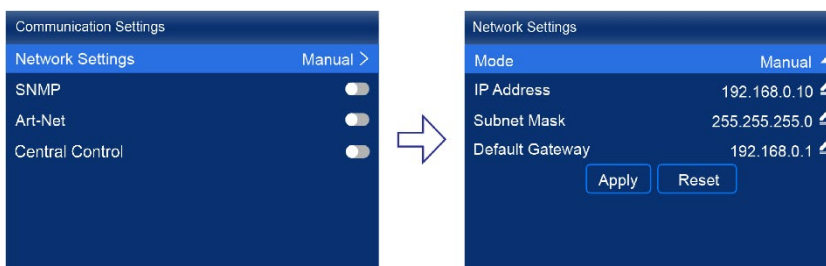 Communication Settings
Network Settings Manual >
SNMP
Art-Net
Central Control
Network Settings
Mode Manual
IP Address 192.168.0.10
Subnet Mask 255.255.255.0
Default Gateway 192.168.0.1
Apply Reset